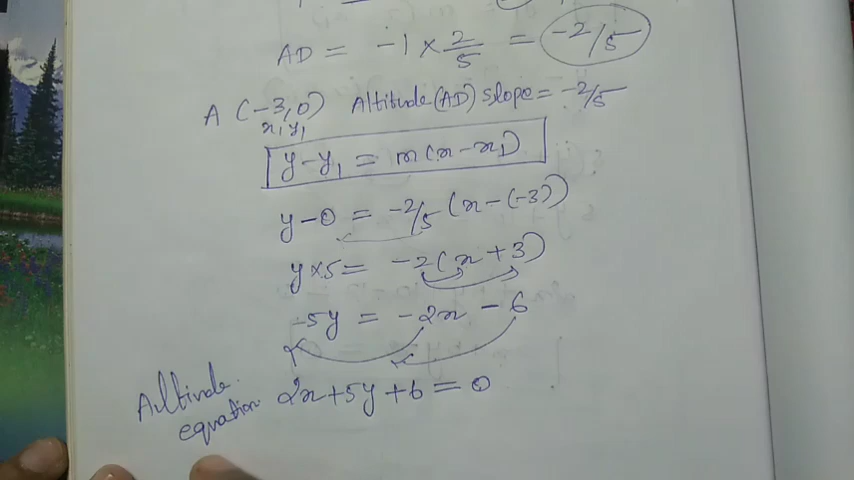 AD = -1 × 2/5 = -2/5
A (-3, 0) Altitude (AD) slope = -2/5
x₁ y₁
y - y₁ = m(x - x₁)
y - 0 = -2/5 (x - (-3))
y × 5 = -2(x + 3)
-5y = -2x - 6
Altitude
equation 2x + 5y + 6 = 0